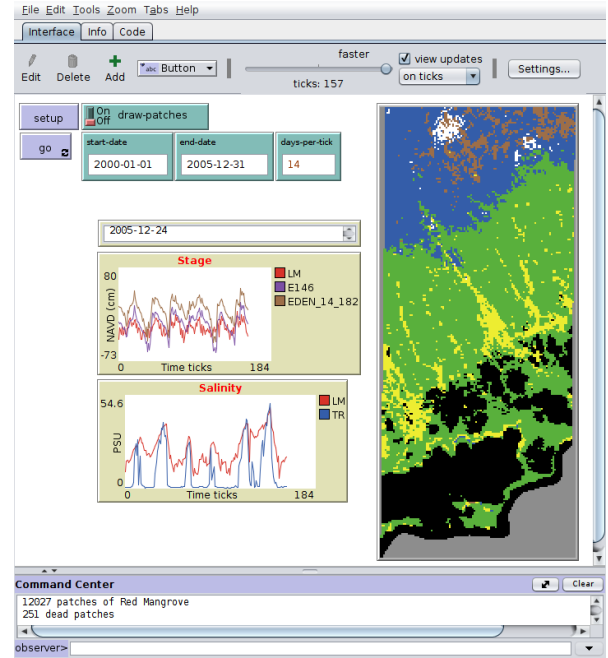 File Edit Tools Zoom Tabs Help
Interface Info Code
Edit Delete Add abc Button faster ticks: 157 view updates on ticks Settings...
setup On Off draw-patches
go
start-date end-date days-per-tick
2000-01-01 2005-12-31 14
2005-12-24
Stage
80
NAVD (cm)
-73
0 Time ticks 184
LM
E146
EDEN_14_182
Salinity
54.6
PSU
0
0 Time ticks 184
LM
TR
Command Center Clear
12027 patches of Red Mangrove
251 dead patches
observer>